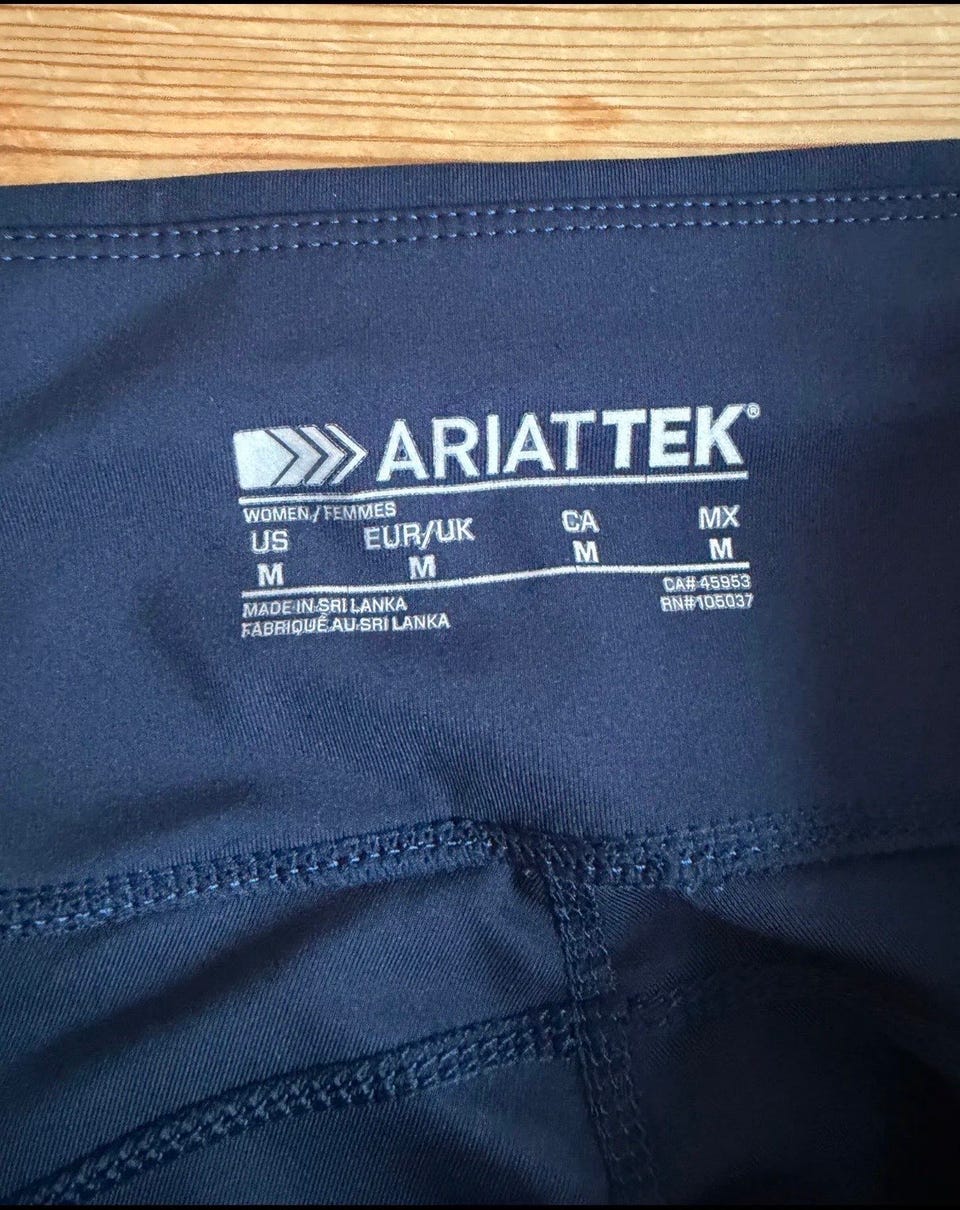 ARIATTEK®
WOMEN / FEMMES
US EUR/UK CA MX
M M M M
MADE IN SRI LANKA CA# 45953
FABRIQUÉ AU SRI LANKA RN#105037